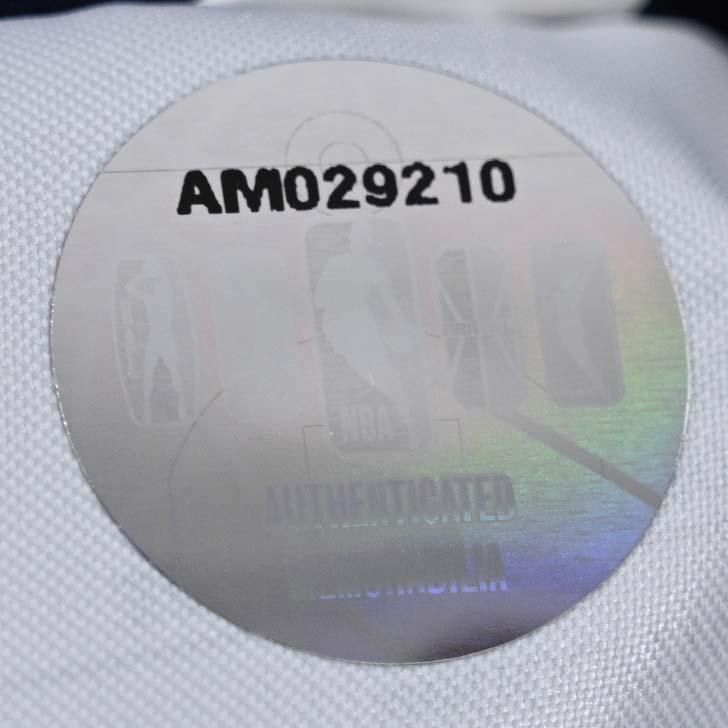 AM029210
NBA
AUTHENTICATED
MEMORABILIA